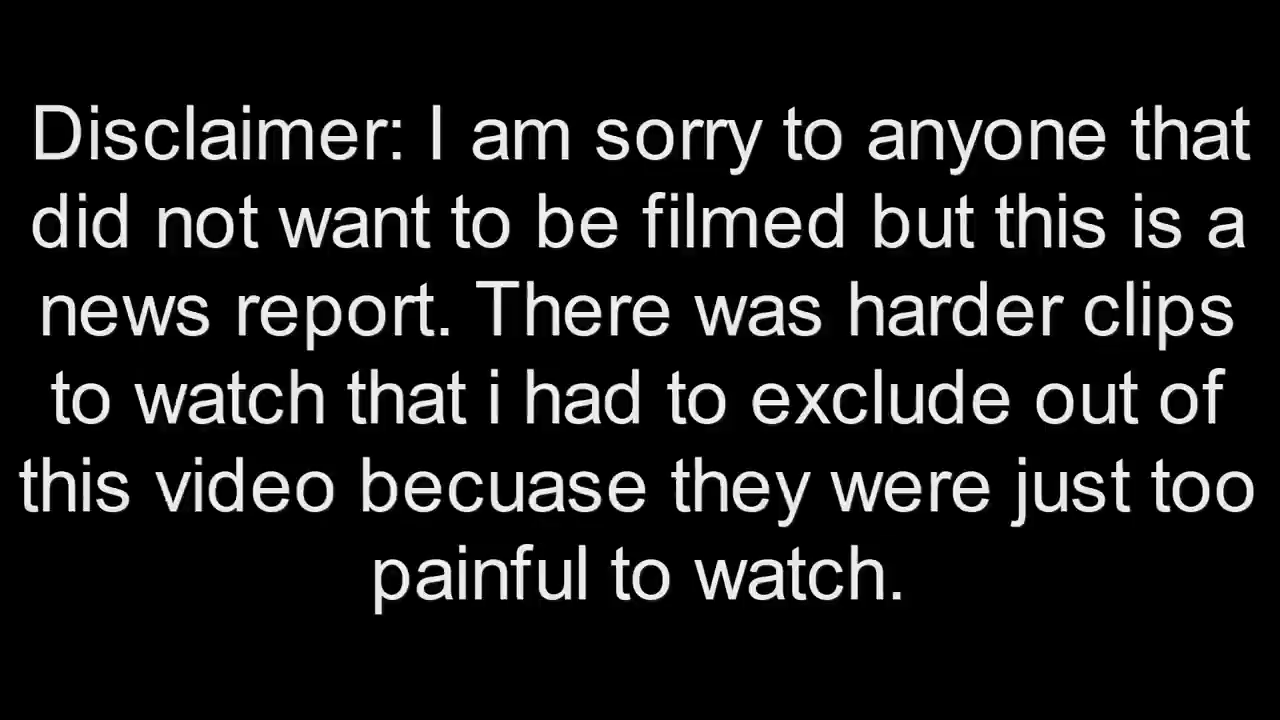 Disclaimer: I am sorry to anyone that
did not want to be filmed but this is a
news report. There was harder clips
to watch that i had to exclude out of
this video becuase they were just too
painful to watch.